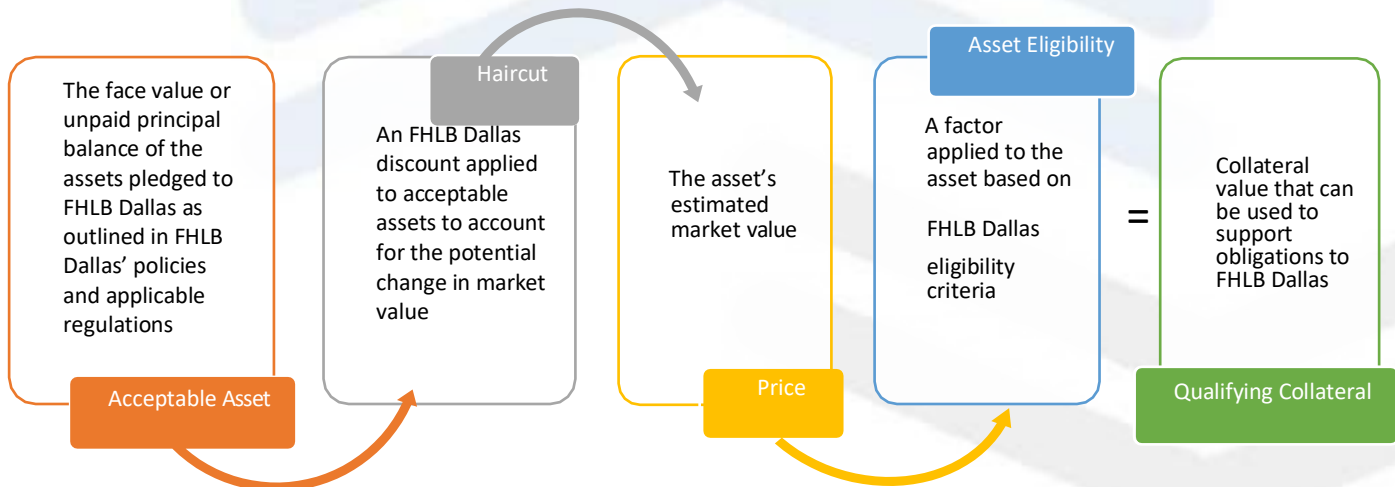 The face value or
unpaid principal
balance of the
assets pledged to
FHLB Dallas as
outlined in FHLB
Dallas’ policies
and applicable
regulations
Acceptable Asset
Haircut
An FHLB Dallas
discount applied
to acceptable
assets to account
for the potential
change in market
value
The asset’s
estimated
market value
Price
Asset Eligibility
A factor
applied to the
asset based on
FHLB Dallas
eligibility
criteria
=
Collateral
value that can
be used to
support
obligations to
FHLB Dallas
Qualifying Collateral